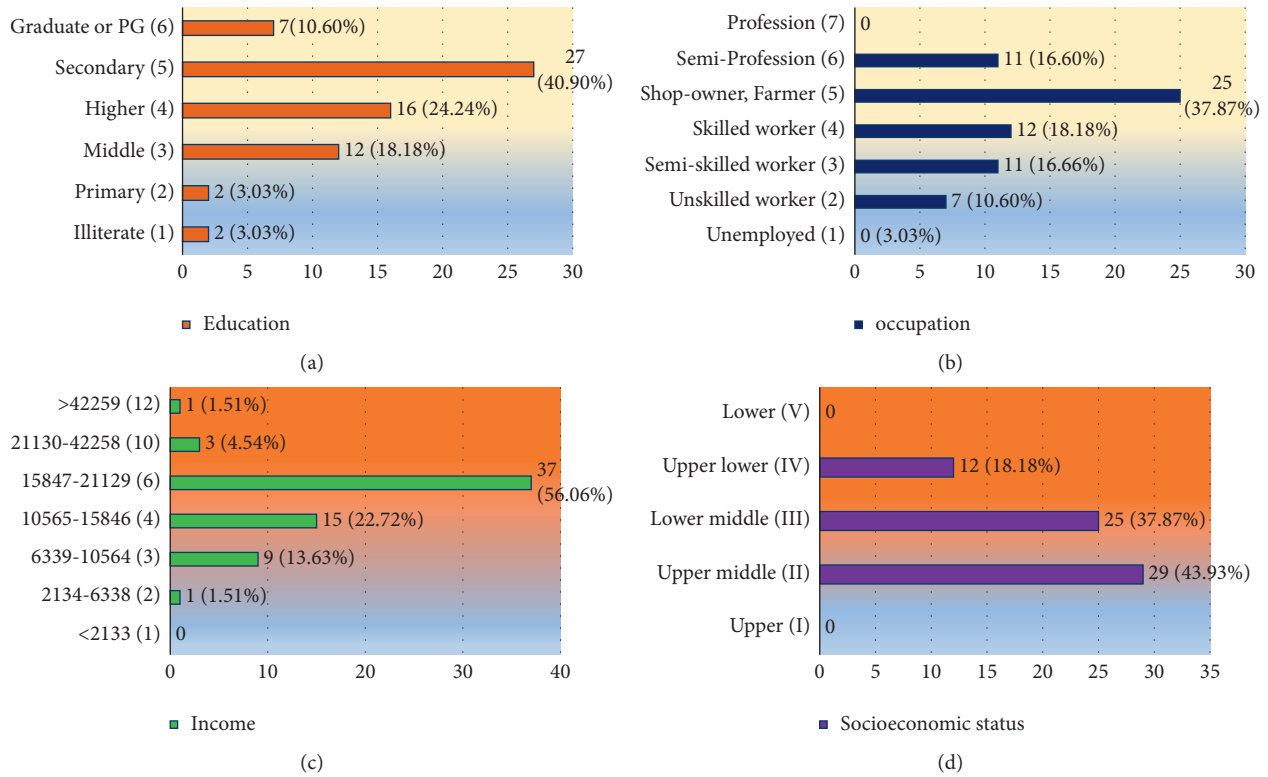 Graduate or PG (6)
7(10.60%)
Secondary (5)
27
(40.90%)
Higher (4)
16 (24.24%)
Middle (3)
12 (18.18%)
Primary (2)
2 (3.03%)
Illiterate (1)
2 (3.03%)
0 5 10 15 20 25 30
Education
(a)
Profession (7)
0
Semi-Profession (6)
11 (16.60%)
Shop-owner, Farmer (5)
25
(37.87%)
Skilled worker (4)
12 (18.18%)
Semi-skilled worker (3)
11 (16.66%)
Unskilled worker (2)
7 (10.60%)
Unemployed (1)
0 (3.03%)
0 5 10 15 20 25 30
occupation
(b)
>42259 (12)
1 (1.51%)
21130-42258 (10)
3 (4.54%)
15847-21129 (6)
37
(56.06%)
10565-15846 (4)
15 (22.72%)
6339-10564 (3)
9 (13.63%)
2134-6338 (2)
1 (1.51%)
<2133 (1)
0
0 10 20 30 40
Income
(c)
Lower (V)
0
Upper lower (IV)
12 (18.18%)
Lower middle (III)
25 (37.87%)
Upper middle (II)
29 (43.93%)
Upper (I)
0
0 5 10 15 20 25 30 35
Socioeconomic status
(d)